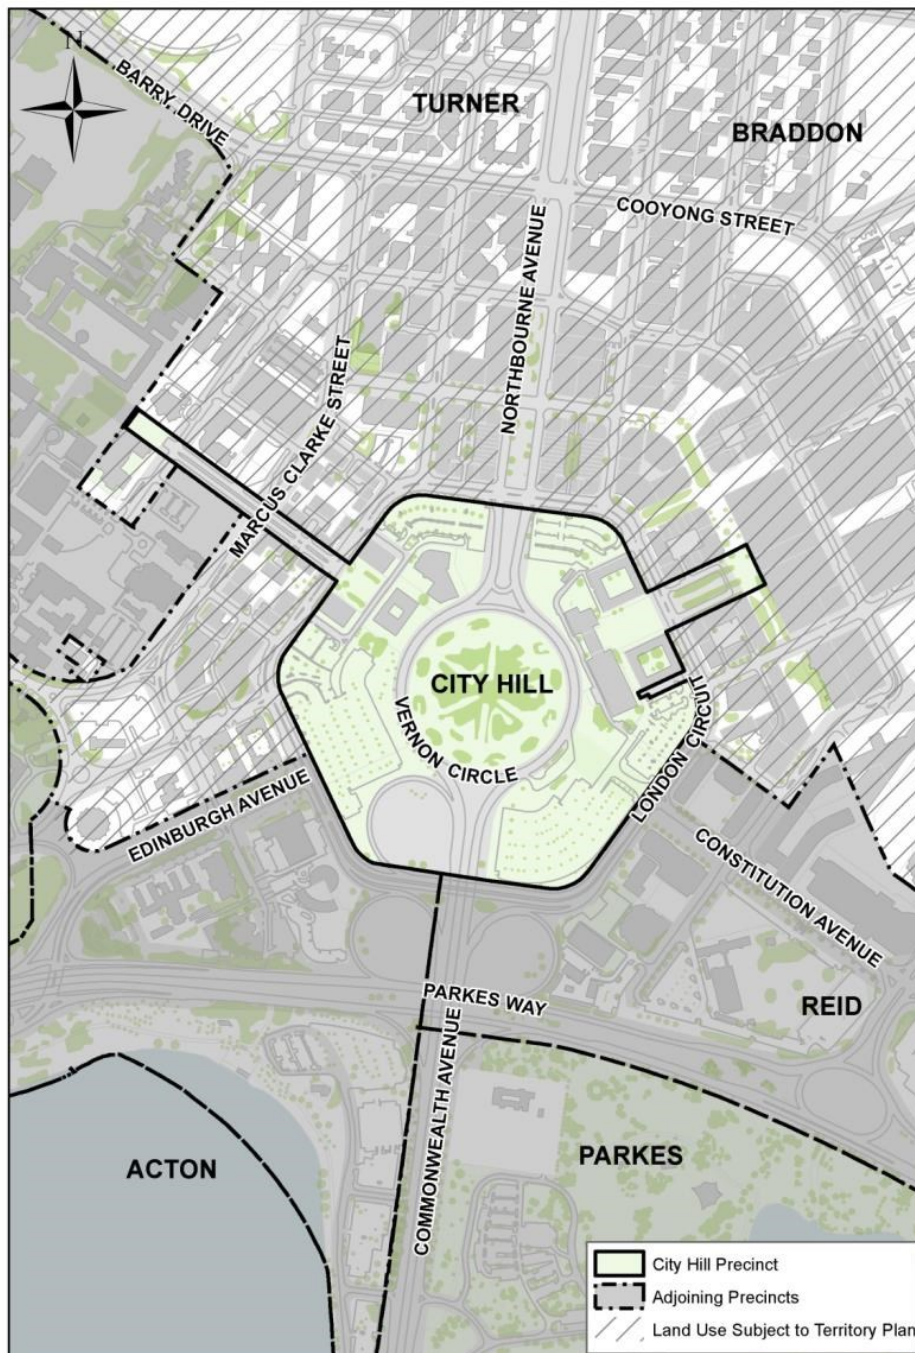 N
BARRY DRIVE
TURNER
BRADDON
COOYONG STREET
NORTHBOURNE AVENUE
MARCUS CLARKE STREET
CITY HILL
VERNON CIRCLE
LONDON CIRCUIT
EDINBURGH AVENUE
CONSTITUTION AVENUE
PARKES WAY
REID
COMMONWEALTH AVENUE
ACTON
PARKES
City Hill Precinct
Adjoining Precincts
Land Use Subject to Territory Plan